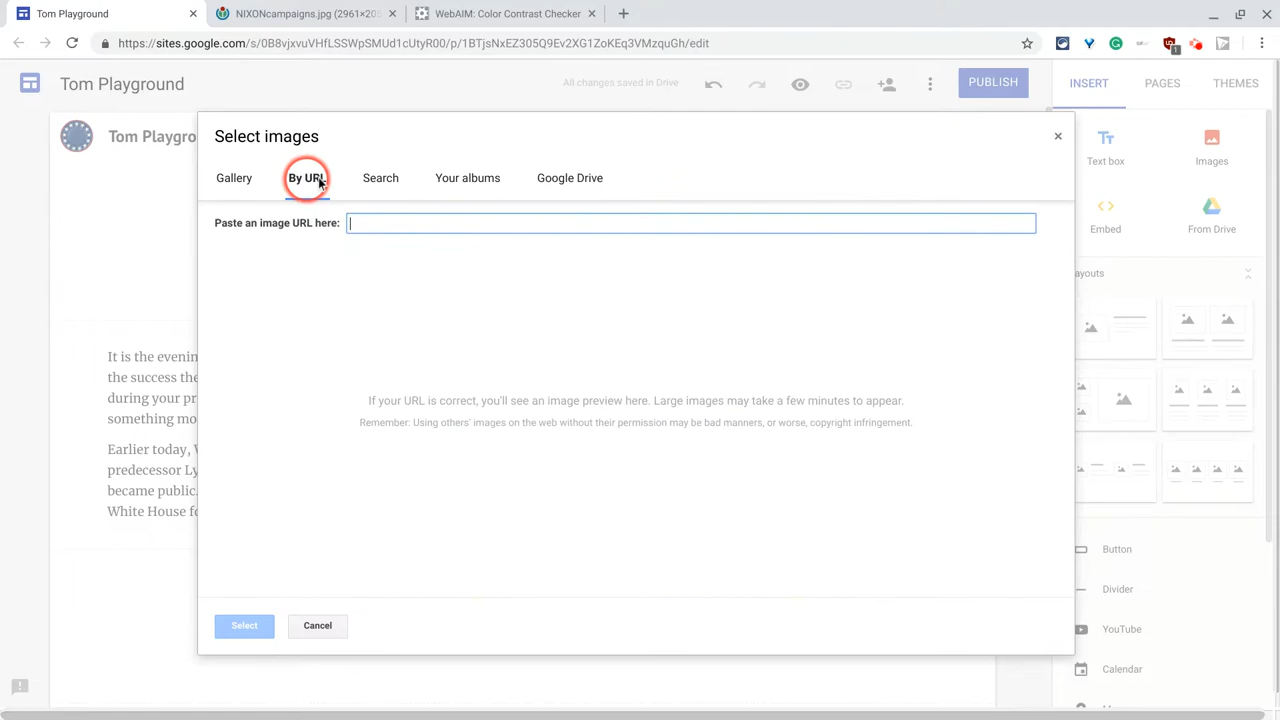 Tom Playground
NIXONcampaigns.jpg (2961×20
WebAIM: Color Contrast Checker
https://sites.google.com/s/0B8vjxvuVHfLSSWpSMUd1cUtyR00/p/1TTjsNxEZ305Q9Ev2XG1ZoKEq3VMzquGh/edit
Tom Playground
All changes saved in Drive
PUBLISH
INSERT
PAGES
THEMES
Tom Playgro
Select images
Gallery
By URL
Search
Your albums
Google Drive
Paste an image URL here:
Text box
Images
Embed
From Drive
ayouts
It is the evenin
the success the
during your pr
something mo
Earlier today, W
predecessor Ly
became public.
White House fo
If your URL is correct, you'll see an image preview here. Large images may take a few minutes to appear.
Remember: Using others' images on the web without their permission may be bad manners, or worse, copyright infringement.
Button
Divider
YouTube
Calendar
Select
Cancel